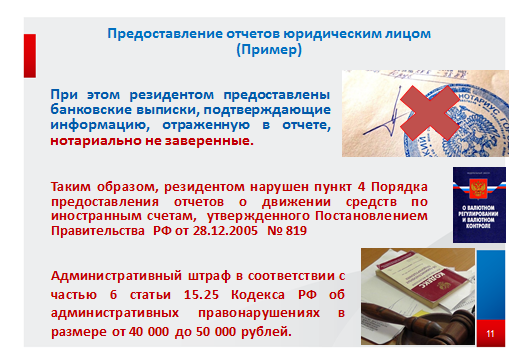 Предоставление отчетов юридическим лицом
(Пример)
При этом резидентом предоставлены
банковские выписки, подтверждающие
информацию, отраженную в отчете,
нотариально не заверенные.
НОТАРИУС
Таким образом, резидентом нарушен пункт 4 Порядка
предоставления отчетов о движении средств по
иностранным счетам, утвержденного Постановлением
Правительства РФ от 28.12.2005 № 819
О ВАЛЮТНОМ
РЕГУЛИРОВАНИИ
И ВАЛЮТНОМ
КОНТРОЛЕ
Административный штраф в соответствии с
частью 6 статьи 15.25 Кодекса РФ об
административных правонарушениях в
размере от 40 000 до 50 000 рублей.
КОДЕКС
11